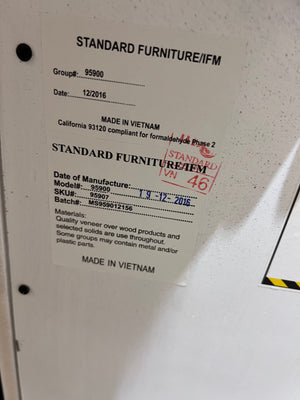 STANDARD FURNITURE/IFM
Group#: 95900
Date: 12/2016
MADE IN VIETNAM
California 93120 compliant for formaldehyde Phase 2
STANDARD FURNITURE/IFM
STANDARD
VN 46
Date of Manufacture: 19-12-2016
Model#: 95900
SKU#: 95907
Batch#: MS959012156
Materials:
Quality veneer over wood products and
selected solids are use throughout.
Some groups may contain metal and/or
plastic parts.
MADE IN VIETNAM